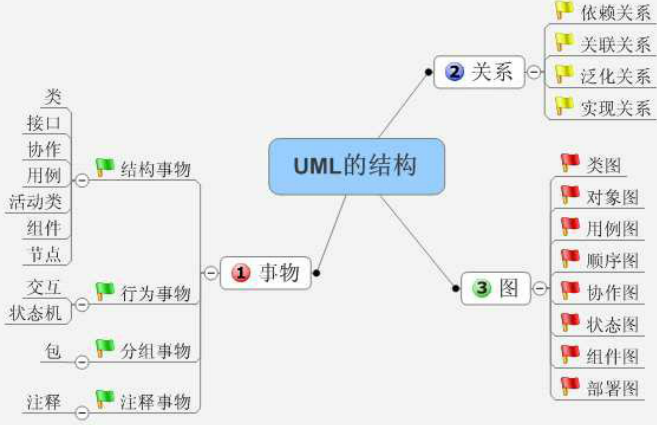 UML的结构
1 事物
结构事物
类
接口
协作
用例
活动类
组件
节点
行为事物
交互
状态机
分组事物
包
注释事物
注释
2 关系
依赖关系
关联关系
泛化关系
实现关系
3 图
类图
对象图
用例图
顺序图
协作图
状态图
组件图
部署图